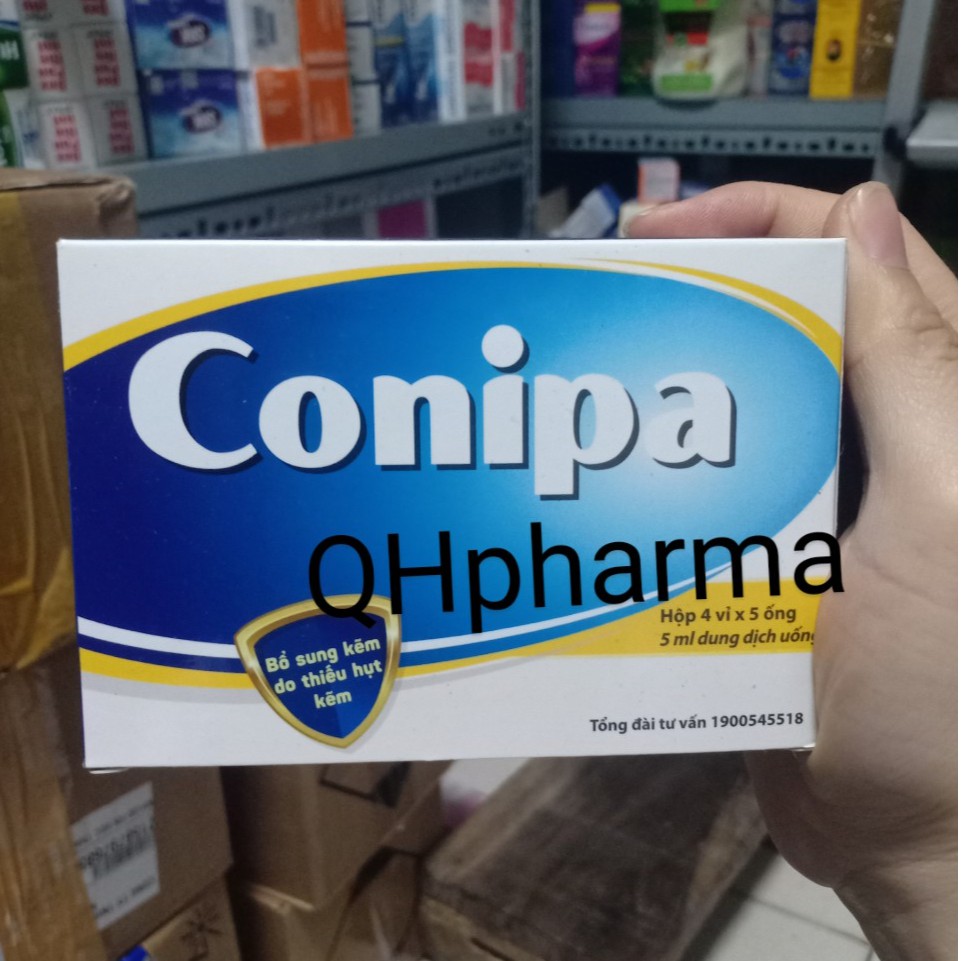 Conipa
QHpharma
Hộp 4 vỉ x 5 ống
5 ml dung dịch uống
Bổ sung kẽm
do thiếu hụt
kẽm
Tổng đài tư vấn 1900545518